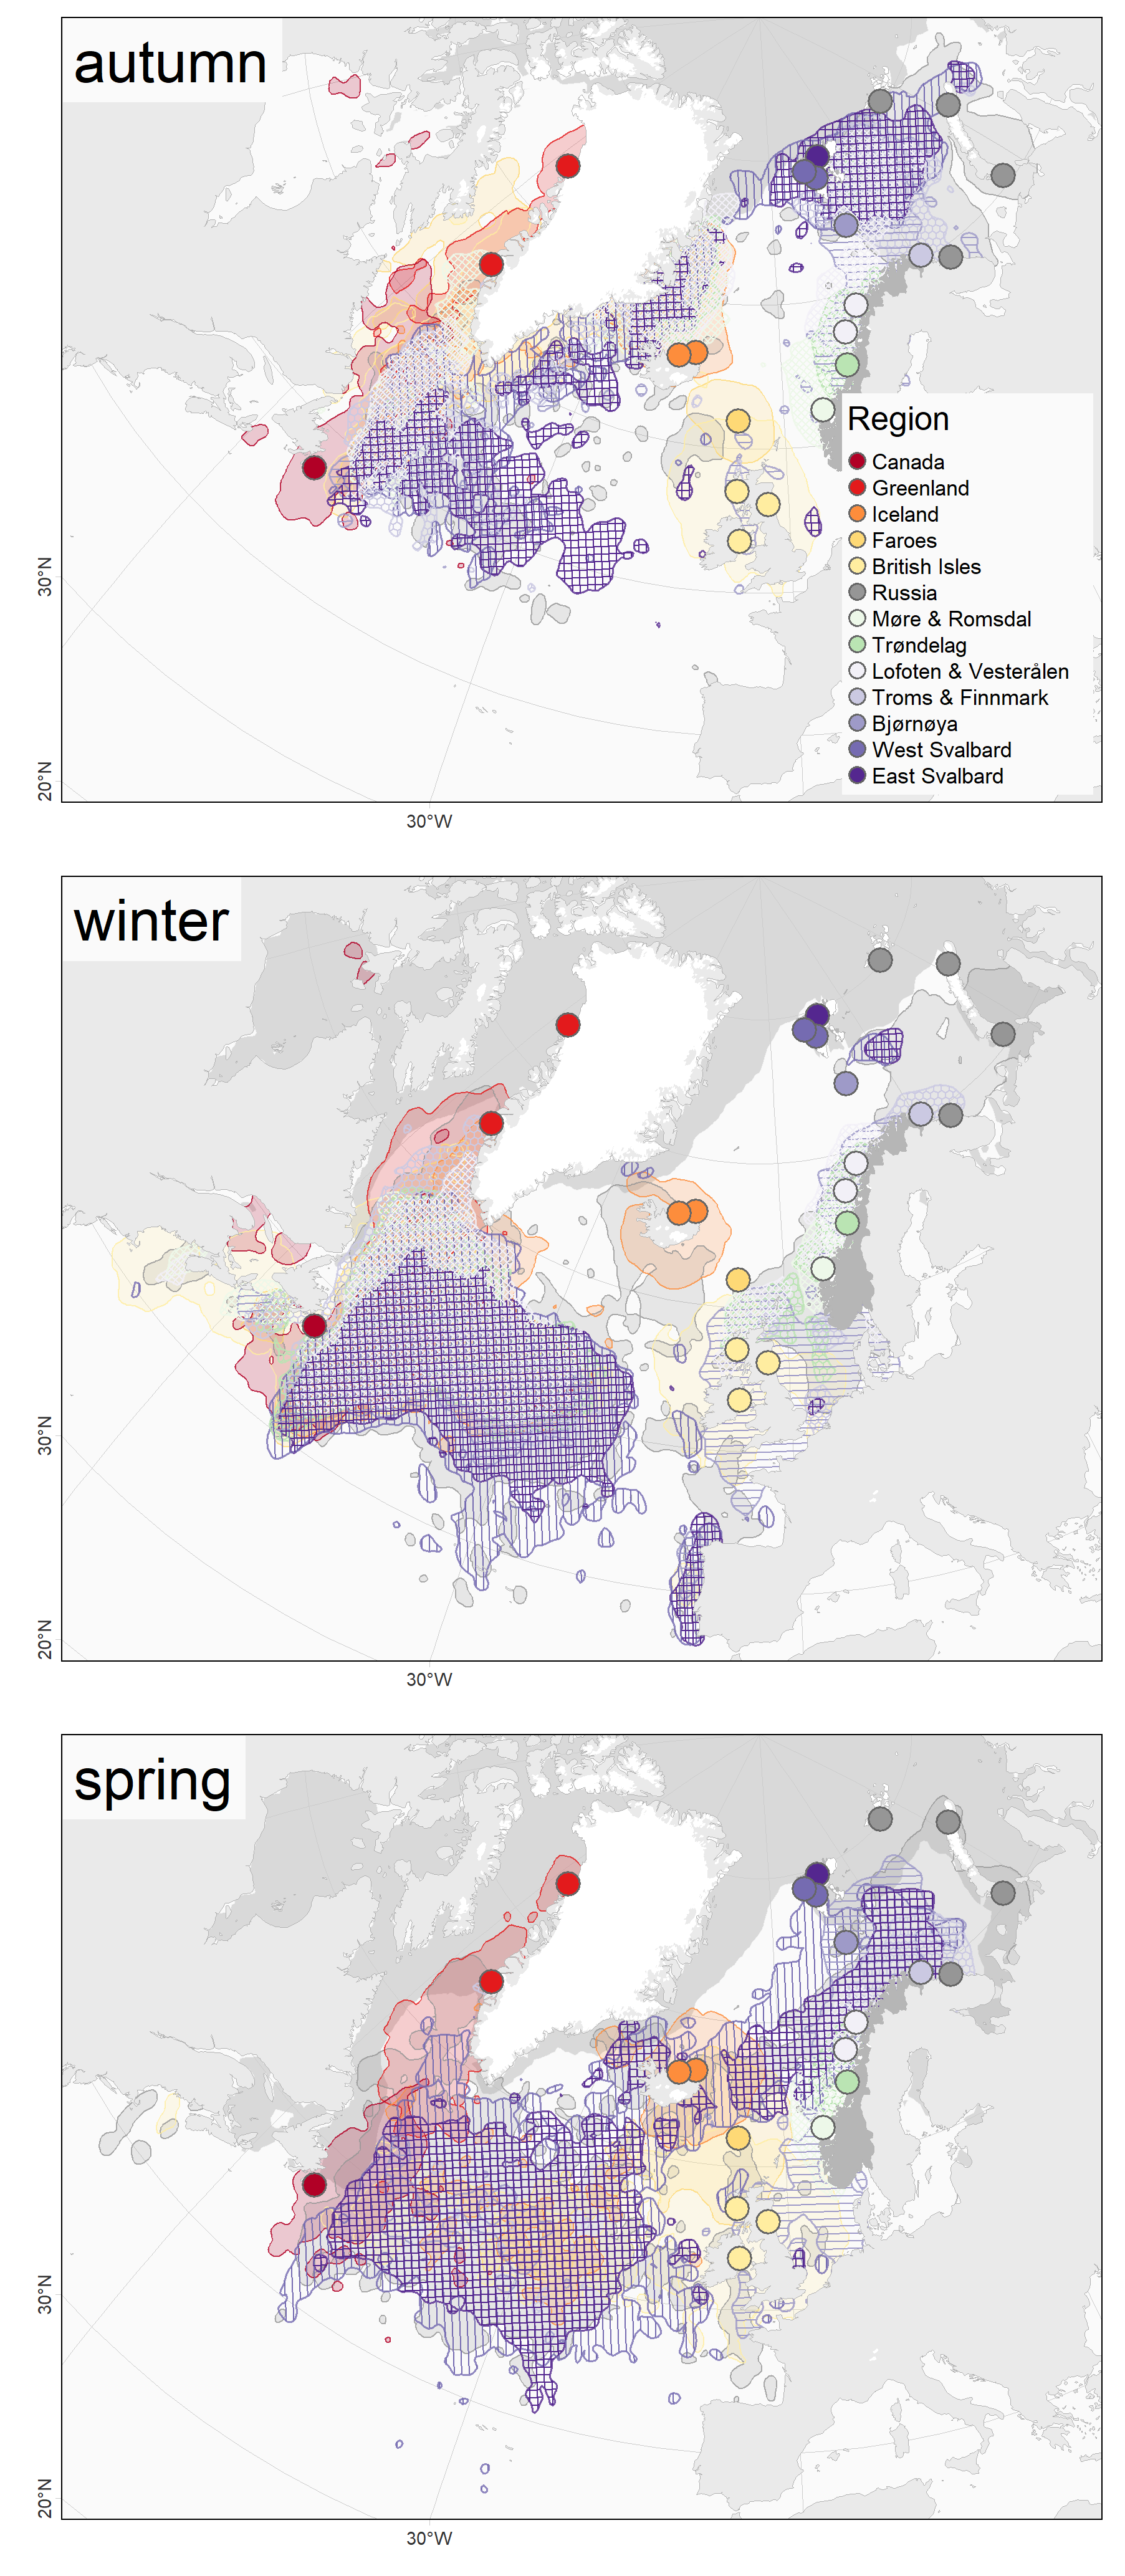 autumn
Region
Canada
Greenland
Iceland
Faroes
British Isles
Russia
Møre & Romsdal
Trøndelag
Lofoten & Vesterålen
Troms & Finnmark
Bjørnøya
West Svalbard
East Svalbard
30°N
20°N
30°W
winter
30°N
20°N
30°W
spring
30°N
20°N
30°W